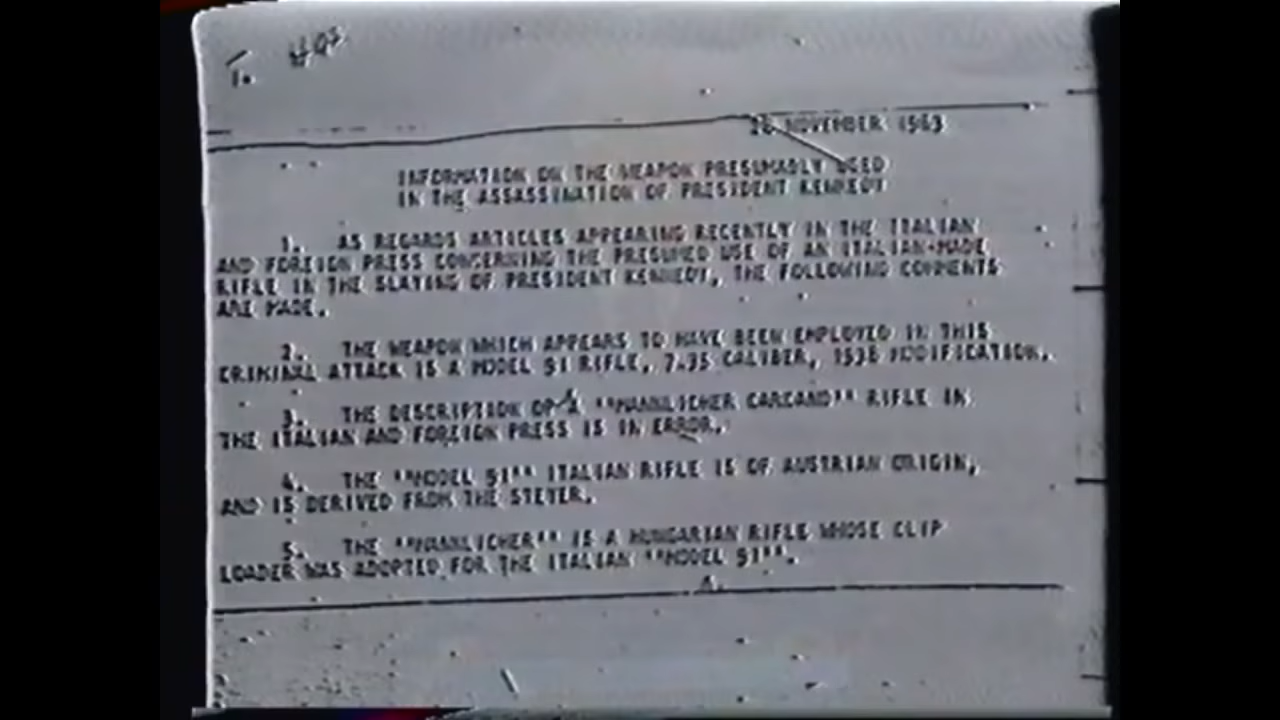 1.
28 NOVEMBER 1963
INFORMATION ON THE WEAPON PRESUMABLY USED
IN THE ASSASSINATION OF PRESIDENT KENNEDY
1. AS REGARDS ARTICLES APPEARING RECENTLY IN THE ITALIAN
AND FOREIGN PRESS CONCERNING THE PRESUMED USE OF AN ITALIAN-MADE
RIFLE IN THE SLAYING OF PRESIDENT KENNEDY, THE FOLLOWING COMMENTS
ARE MADE.
2. THE WEAPON WHICH APPEARS TO HAVE BEEN EMPLOYED IN THIS
CRIMINAL ATTACK IS A MODEL 91 RIFLE, 7.35 CALIBER, 1938 MODIFICATION.
3. THE DESCRIPTION OF A "MANNLICHER CARCANO" RIFLE IN
THE ITALIAN AND FOREIGN PRESS IS IN ERROR.
4. THE "MODEL 91" ITALIAN RIFLE IS OF AUSTRIAN ORIGIN,
AND IS DERIVED FROM THE STEYER.
5. THE "MANNLICHER" IS A HUNGARIAN RIFLE WHOSE CLIP
LOADER WAS ADOPTED FOR THE ITALIAN "MODEL 91".